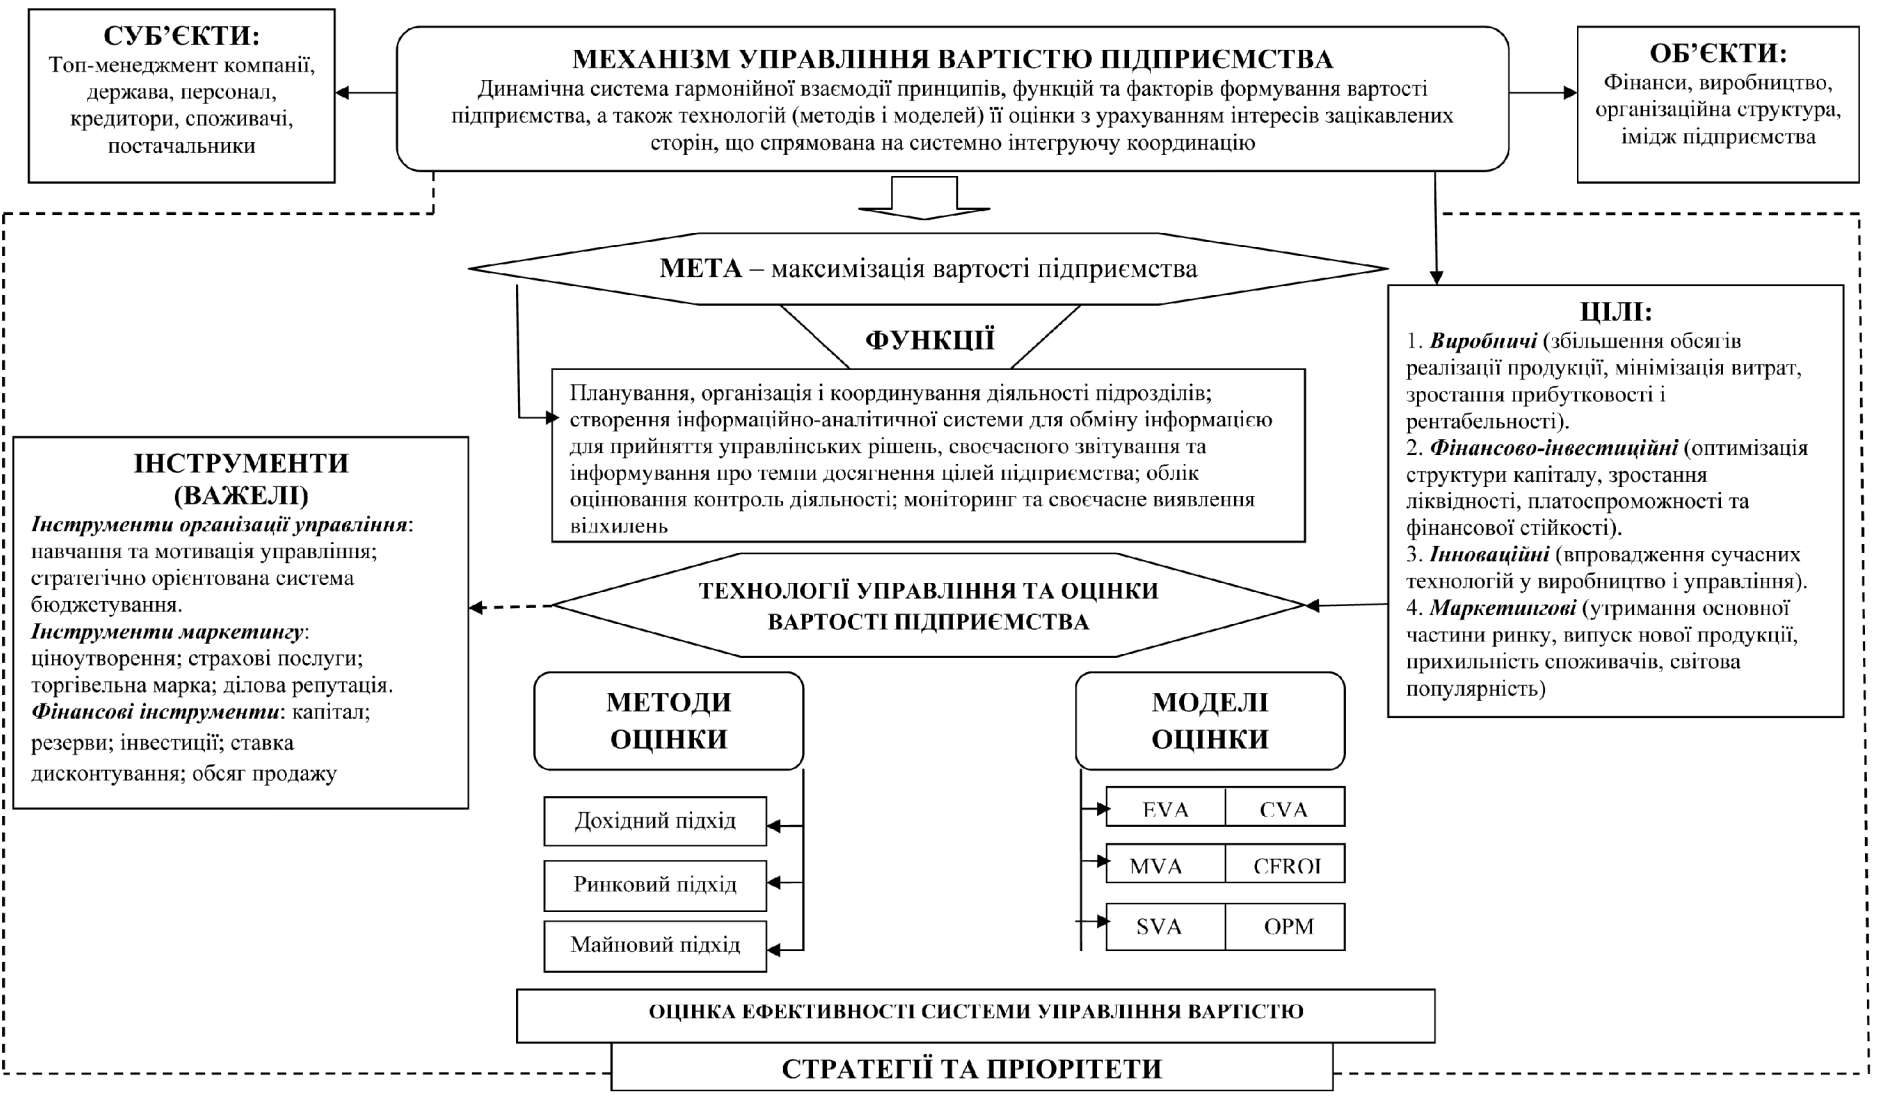 СУБ’ЄКТИ:
Топ-менеджмент компанії,
держава, персонал,
кредитори, споживачі,
постачальники
МЕХАНІЗМ УПРАВЛІННЯ ВАРТІСТЮ ПІДПРИЄМСТВА
Динамічна система гармонійної взаємодії принципів, функцій та факторів формування вартості
підприємства, а також технологій (методів і моделей) її оцінки з урахуванням інтересів зацікавлених
сторін, що спрямована на системно інтегруючу координацію
ОБ’ЄКТИ:
Фінанси, виробництво,
організаційна структура,
імідж підприємства
МЕТА – максимізація вартості підприємства
ФУНКЦІЇ
Планування, організація і координування діяльності підрозділів;
створення інформаційно-аналітичної системи для обміну інформацією
для прийняття управлінських рішень, своєчасного звітування та
інформування про темпи досягнення цілей підприємства; облік
оцінювання контроль діяльності; моніторинг та своєчасне виявлення
відхилень
ЦІЛІ:
1. Виробничі (збільшення обсягів
реалізації продукції, мінімізація витрат,
зростання прибутковості і
рентабельності).
2. Фінансово-інвестиційні (оптимізація
структури капіталу, зростання
ліквідності, платоспроможності та
фінансової стійкості).
3. Інноваційні (впровадження сучасних
технологій у виробництво і управління).
4. Маркетингові (утримання основної
частини ринку, випуск нової продукції,
прихильність споживачів, світова
популярність)
ІНСТРУМЕНТИ
(ВАЖЕЛІ)
Інструменти організації управління:
навчання та мотивація управління;
стратегічно орієнтована система
бюджетування.
Інструменти маркетингу:
ціноутворення; страхові послуги;
торгівельна марка; ділова репутація.
Фінансові інструменти: капітал;
резерви; інвестиції; ставка
дисконтування; обсяг продажу
ТЕХНОЛОГІЇ УПРАВЛІННЯ ТА ОЦІНКИ
ВАРТОСТІ ПІДПРИЄМСТВА
МЕТОДИ
ОЦІНКИ
Дохідний підхід
Ринковий підхід
Майновий підхід
МОДЕЛІ
ОЦІНКИ
EVA CVA
MVA CFROI
SVA OPM
ОЦІНКА ЕФЕКТИВНОСТІ СИСТЕМИ УПРАВЛІННЯ ВАРТІСТЮ
СТРАТЕГІЇ ТА ПРІОРІТЕТИ